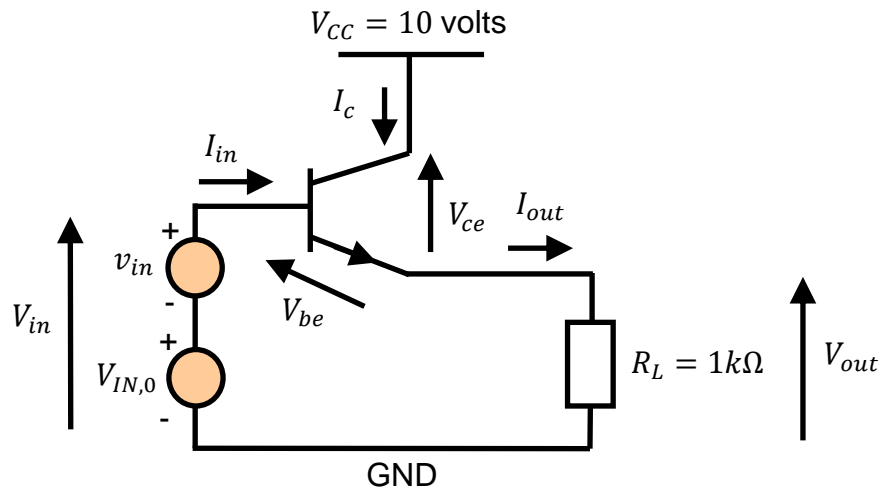 V_CC = 10 volts
I_c
I_in
V_ce
I_out
+
v_in
-
V_be
V_in
+
V_IN,0
-
R_L = 1kΩ
V_out
GND